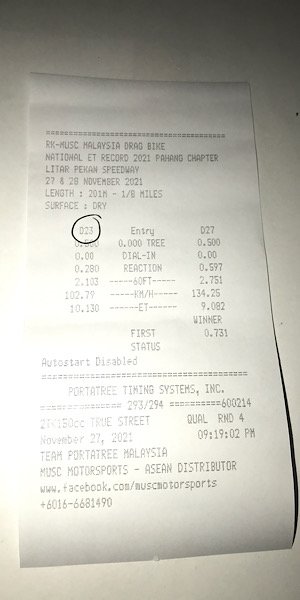 ================================
RK-MUSC MALAYSIA DRAG BIKE
NATIONAL ET RECORD 2021 PAHANG CHAPTER
LITAR PEKAN SPEEDWAY
27 & 28 NOVEMBER 2021
LENGTH : 201M - 1/8 MILES
SURFACE : DRY
D23 Entry D27
0.500 0.000 TREE 0.500
0.00 DIAL-IN 0.00
0.280 REACTION 0.597
2.103 -----60FT----- 2.751
102.79 -----KM/H----- 134.25
10.130 ------ET------ 9.082
WINNER
FIRST 0.731
STATUS
Autostart Disabled
================================
PORTATREE TIMING SYSTEMS, INC.
============== 293/294 ==========600214
TRUE STREET QUAL RND 4
November 27, 2021 09:19:02 PM
TEAM PORTATREE MALAYSIA
MUSC MOTORSPORTS - ASEAN DISTRIBUTOR
www.facebook.com/muscmotorsports
+6016-6681490